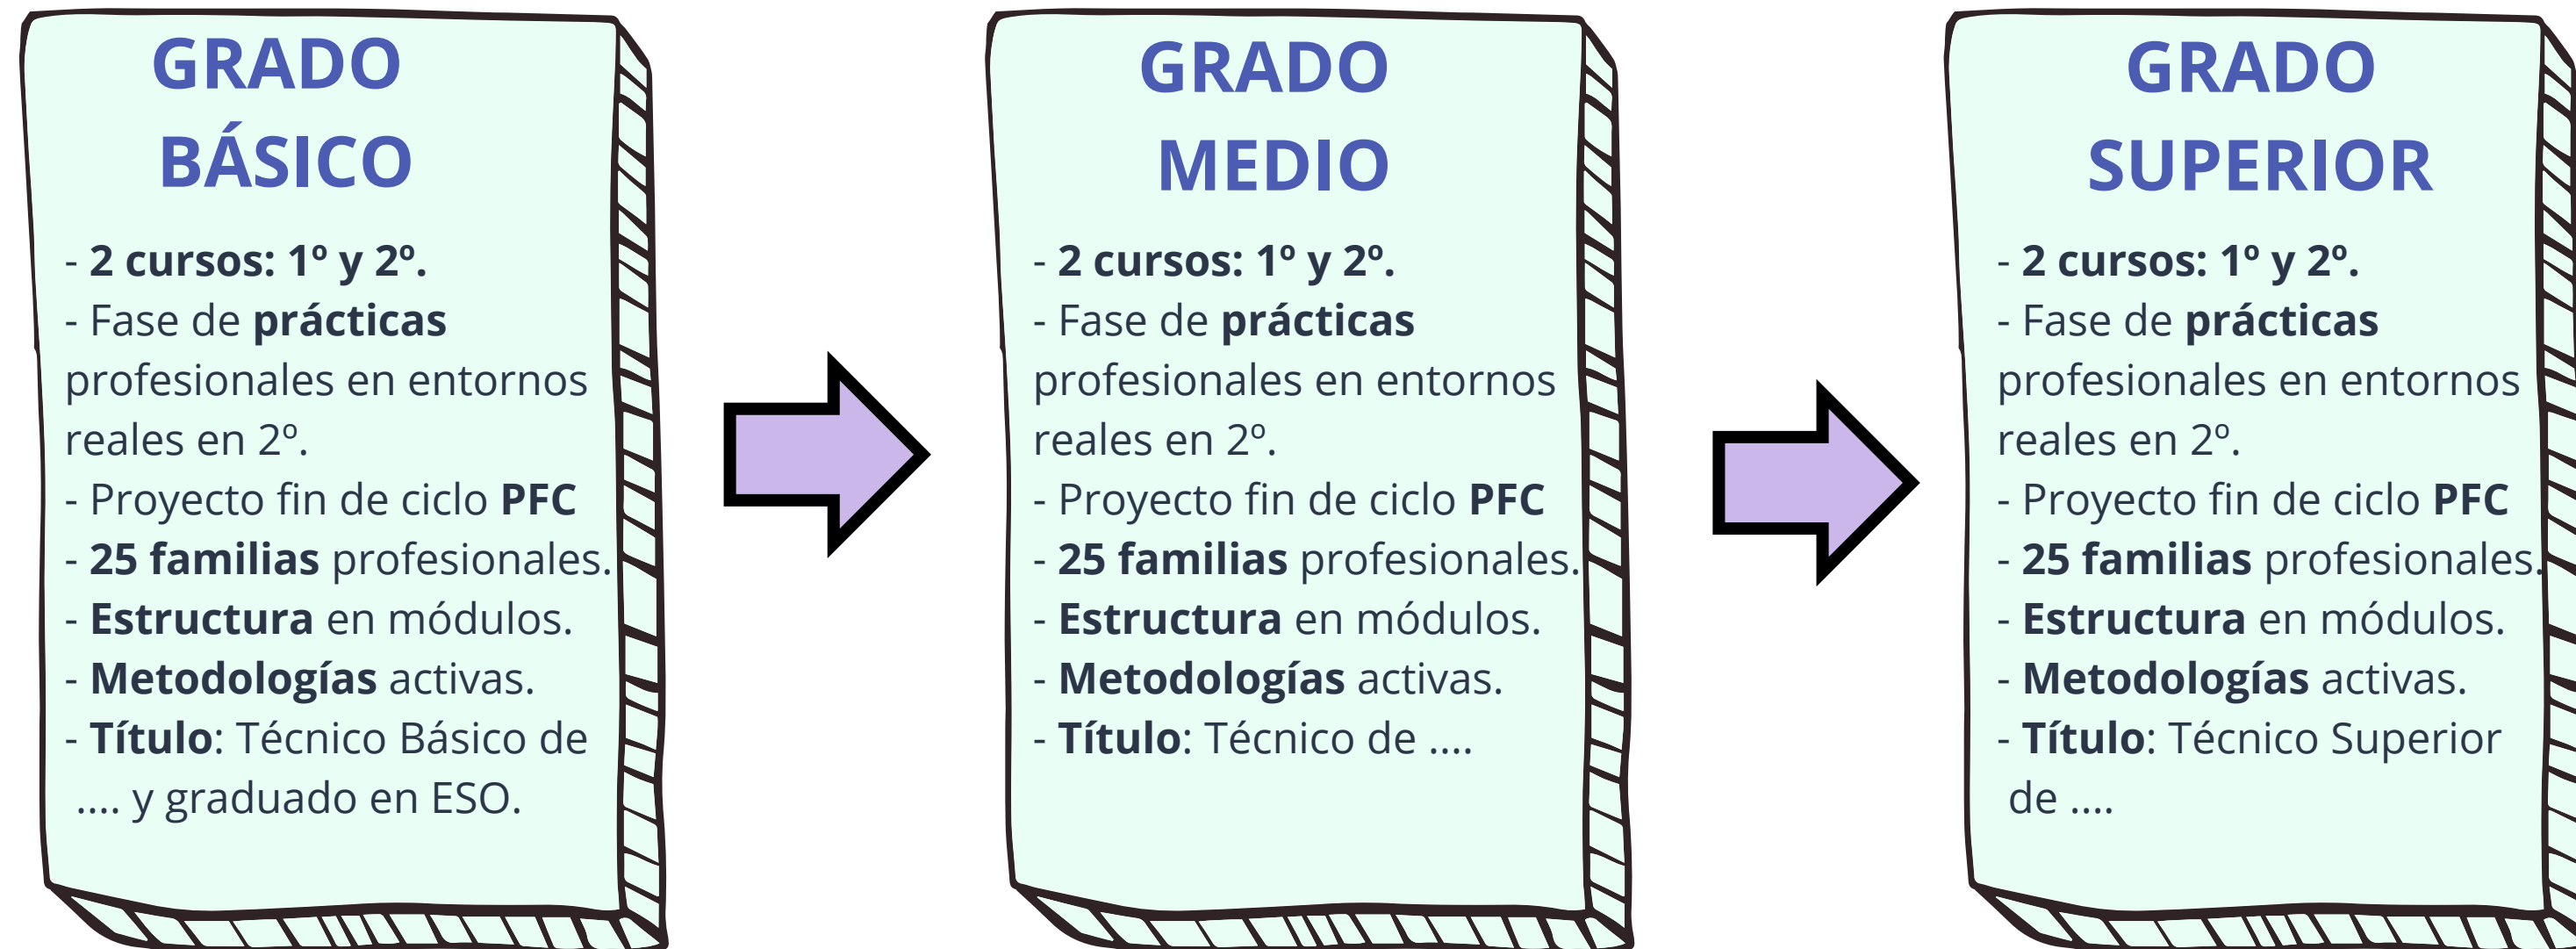 GRADO
BÁSICO
- 2 cursos: 1º y 2º.
- Fase de prácticas
profesionales en entornos
reales en 2º.
- Proyecto fin de ciclo PFC
- 25 familias profesionales.
- Estructura en módulos.
- Metodologías activas.
- Título: Técnico Básico de
.... y graduado en ESO.
GRADO
MEDIO
- 2 cursos: 1º y 2º.
- Fase de prácticas
profesionales en entornos
reales en 2º.
- Proyecto fin de ciclo PFC
- 25 familias profesionales.
- Estructura en módulos.
- Metodologías activas.
- Título: Técnico de ....
GRADO
SUPERIOR
- 2 cursos: 1º y 2º.
- Fase de prácticas
profesionales en entornos
reales en 2º.
- Proyecto fin de ciclo PFC
- 25 familias profesionales.
- Estructura en módulos.
- Metodologías activas.
- Título: Técnico Superior
de ....